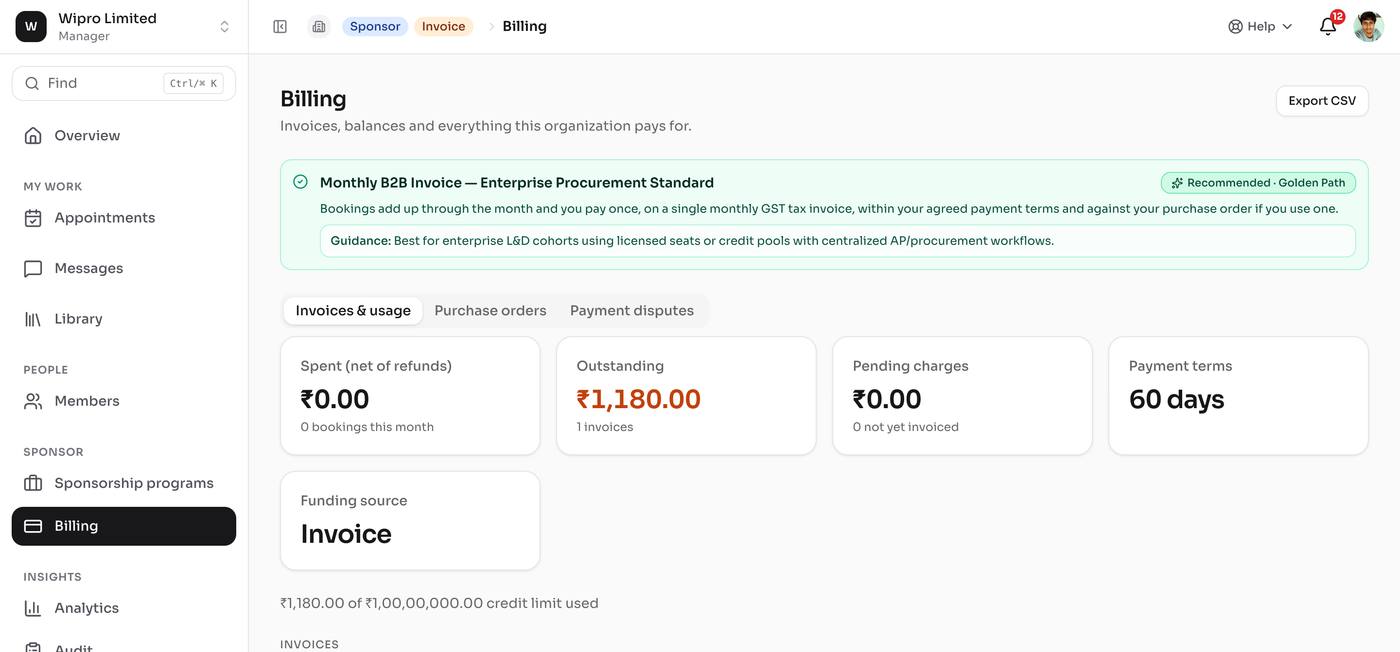 W
Wipro Limited
Manager
Find
Ctrl/⌘ K
Overview
MY WORK
Appointments
Messages
Library
PEOPLE
Members
SPONSOR
Sponsorship programs
Billing
INSIGHTS
Analytics
Audit
Sponsor Invoice Billing
Help
12
Billing
Invoices, balances and everything this organization pays for.
Export CSV
Monthly B2B Invoice — Enterprise Procurement Standard
Recommended · Golden Path
Bookings add up through the month and you pay once, on a single monthly GST tax invoice, within your agreed payment terms and against your purchase order if you use one.
Guidance: Best for enterprise L&D cohorts using licensed seats or credit pools with centralized AP/procurement workflows.
Invoices & usage Purchase orders Payment disputes
Spent (net of refunds)
₹0.00
0 bookings this month
Outstanding
₹1,180.00
1 invoices
Pending charges
₹0.00
0 not yet invoiced
Payment terms
60 days
Funding source
Invoice
₹1,180.00 of ₹1,00,00,000.00 credit limit used
INVOICES